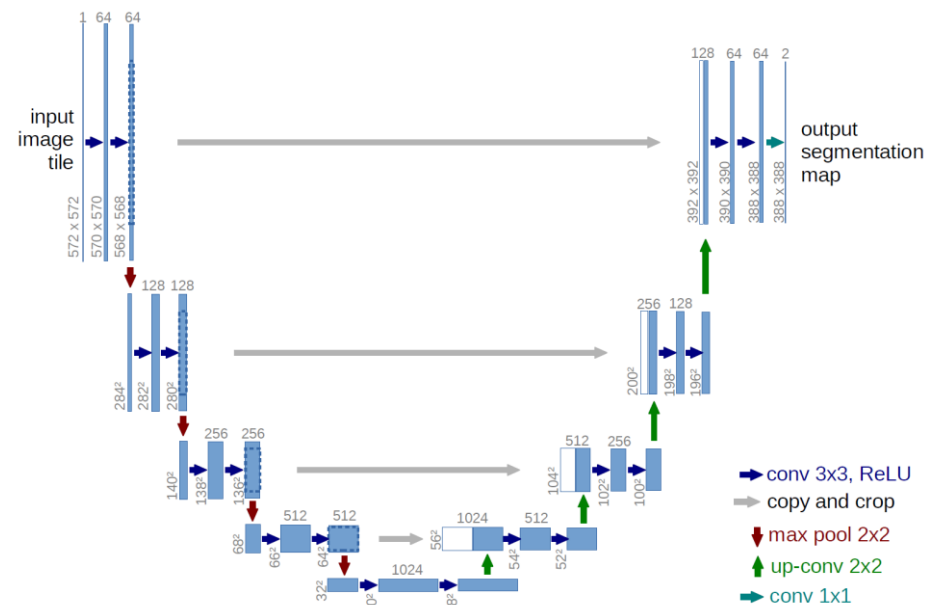 1 64 64
input
image
tile
572 x 572
570 x 570
568 x 568
128 64 64 2
392 x 392
390 x 390
388 x 388
388 x 388
output
segmentation
map
128 128
284²
282²
280²
256 128
200²
198²
196²
256 256
140²
138²
136²
512 256
104²
102²
100²
512 512
68²
66²
64²
1024 512
56²
54²
52²
1024
32²
conv 3x3, ReLU
copy and crop
max pool 2x2
up-conv 2x2
conv 1x1